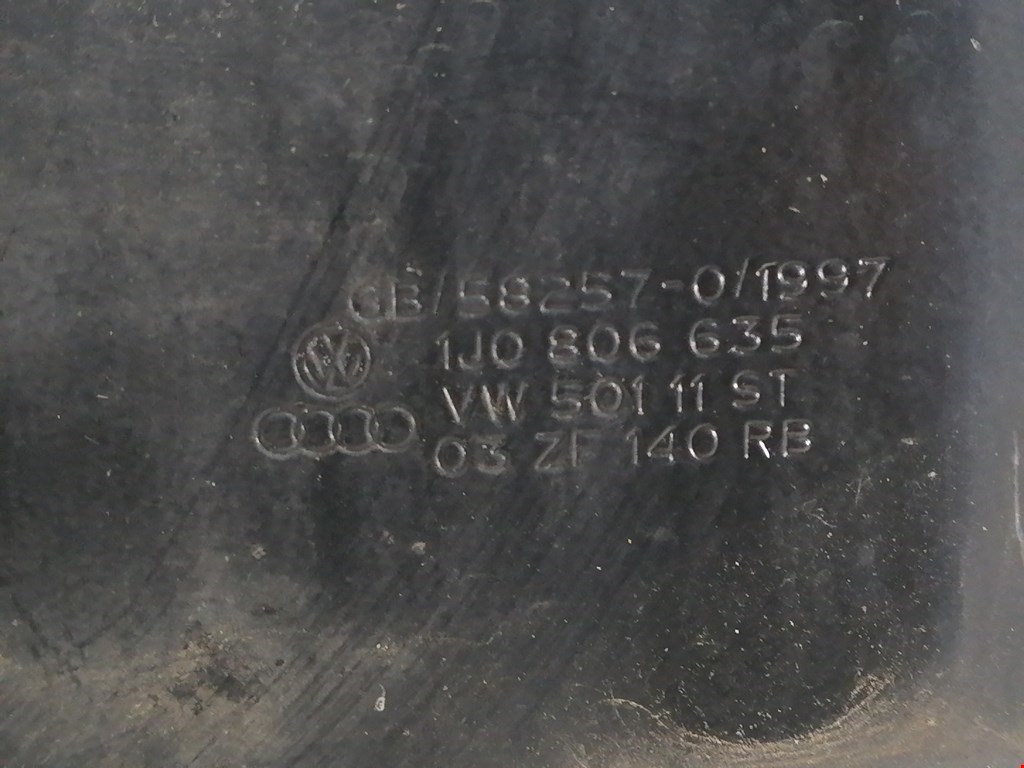 GB/58257-0/1997
1J0 806 635
VW 501 11 ST
03 ZF 140 RB